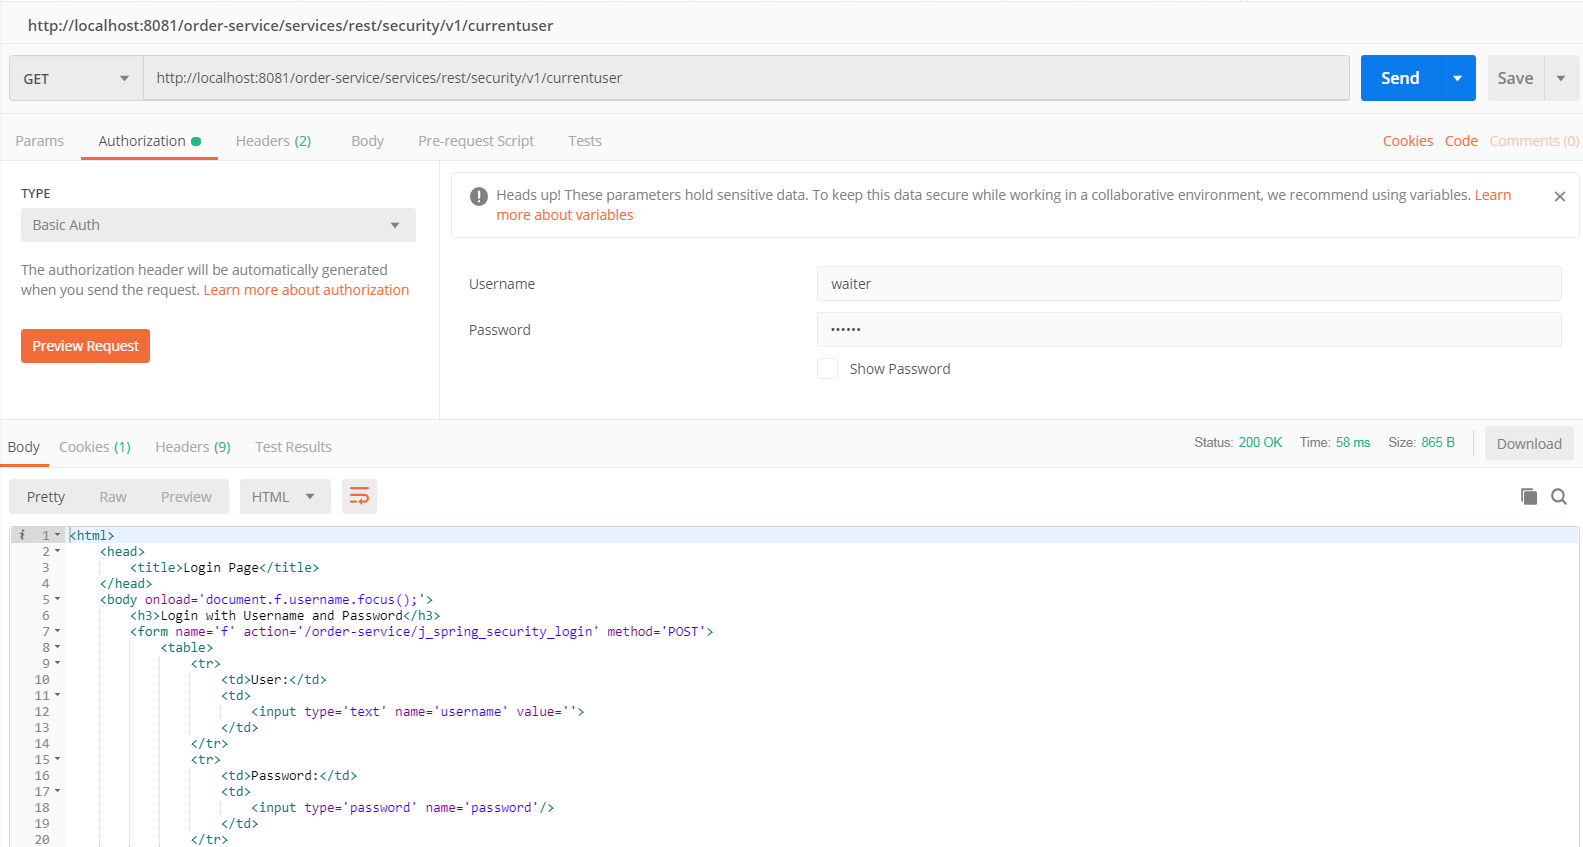 http://localhost:8081/order-service/services/rest/security/v1/currentuser
GET http://localhost:8081/order-service/services/rest/security/v1/currentuser Send Save
Params Authorization Headers (2) Body Pre-request Script Tests Cookies Code Comments (0)
TYPE
Basic Auth
The authorization header will be automatically generated
when you send the request. Learn more about authorization
Preview Request
Heads up! These parameters hold sensitive data. To keep this data secure while working in a collaborative environment, we recommend using variables. Learn
more about variables
Username waiter
Password ••••••
Show Password
Body Cookies (1) Headers (9) Test Results Status: 200 OK Time: 58 ms Size: 865 B Download
Pretty Raw Preview HTML
i 1 <html>
2 <head>
3 <title>Login Page</title>
4 </head>
5 <body onload='document.f.username.focus();'>
6 <h3>Login with Username and Password</h3>
7 <form name='f' action='/order-service/j_spring_security_login' method='POST'>
8 <table>
9 <tr>
10 <td>User:</td>
11 <td>
12 <input type='text' name='username' value=''>
13 </td>
14 </tr>
15 <tr>
16 <td>Password:</td>
17 <td>
18 <input type='password' name='password'/>
19 </td>
20 </tr>